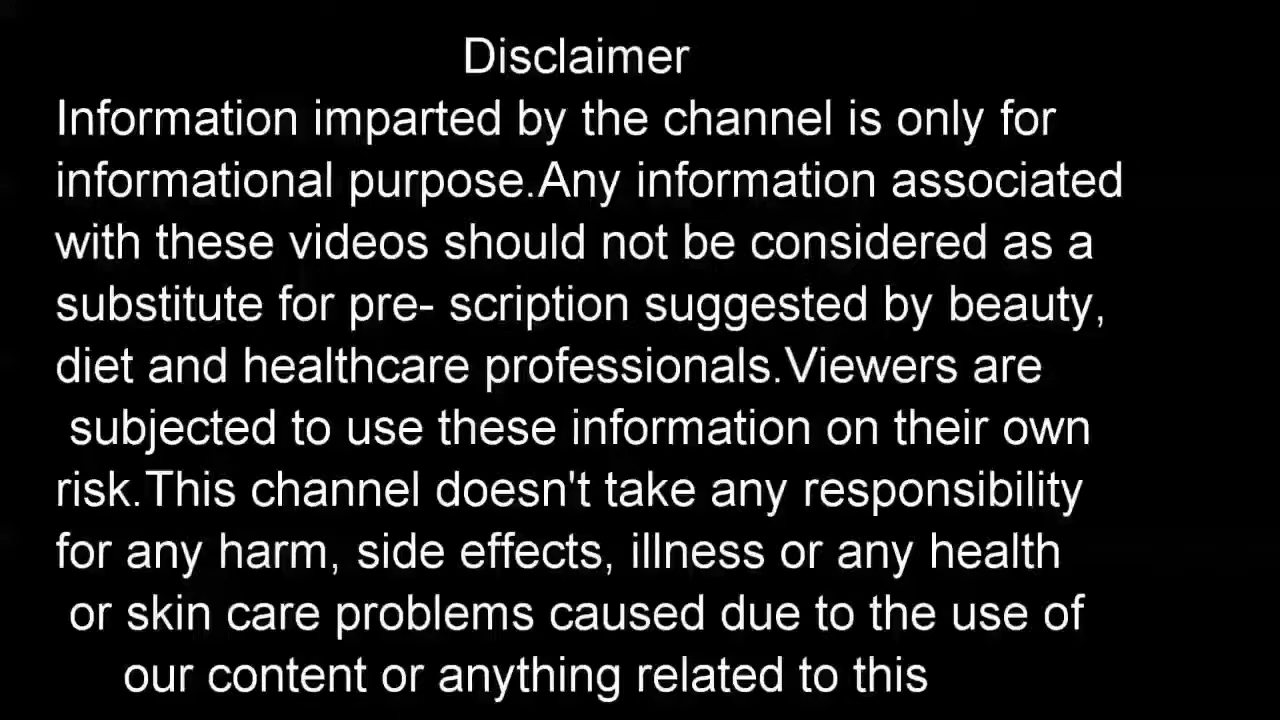 Disclaimer
Information imparted by the channel is only for
informational purpose.Any information associated
with these videos should not be considered as a
substitute for pre- scription suggested by beauty,
diet and healthcare professionals.Viewers are
subjected to use these information on their own
risk.This channel doesn't take any responsibility
for any harm, side effects, illness or any health
or skin care problems caused due to the use of
our content or anything related to this